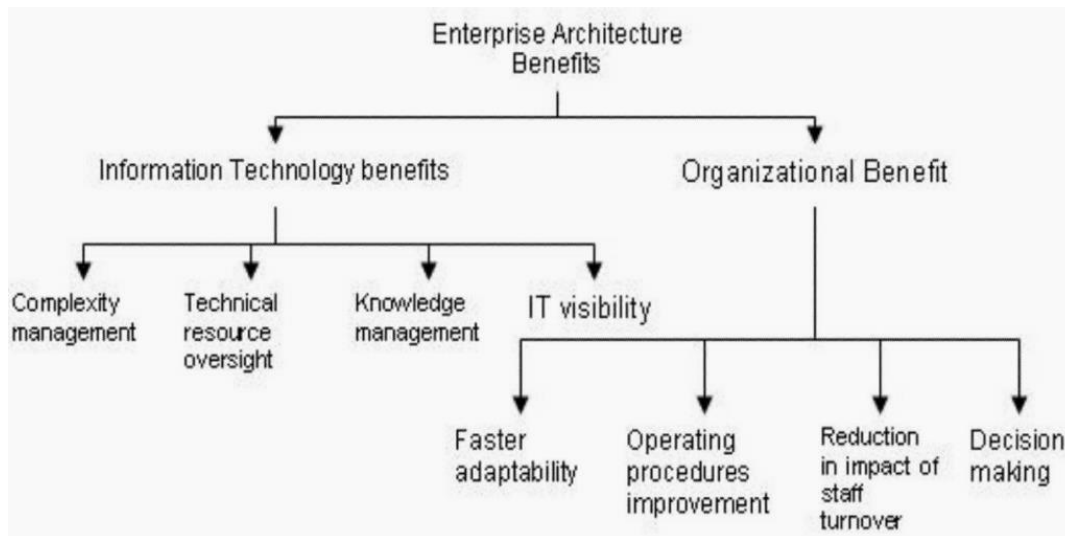 Enterprise Architecture
Benefits
Information Technology benefits
Organizational Benefit
Complexity
management
Technical
resource
oversight
Knowledge
management
IT visibility
Faster
adaptability
Operating
procedures
improvement
Reduction
in impact of
staff
turnover
Decision
making